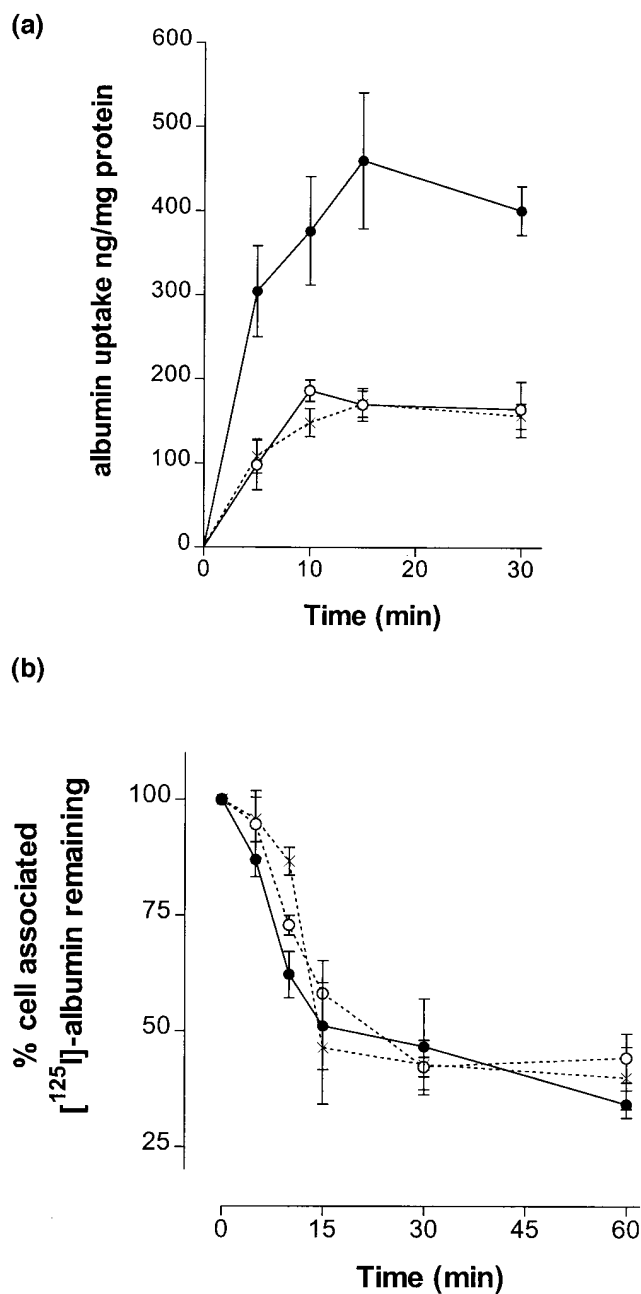 (a)
600
500
400
300
200
100
0
albumin uptake ng/mg protein
0 10 20 30
Time (min)
(b)
100
75
50
25
% cell associated
[¹²⁵I]-albumin remaining
0 15 30 45 60
Time (min)